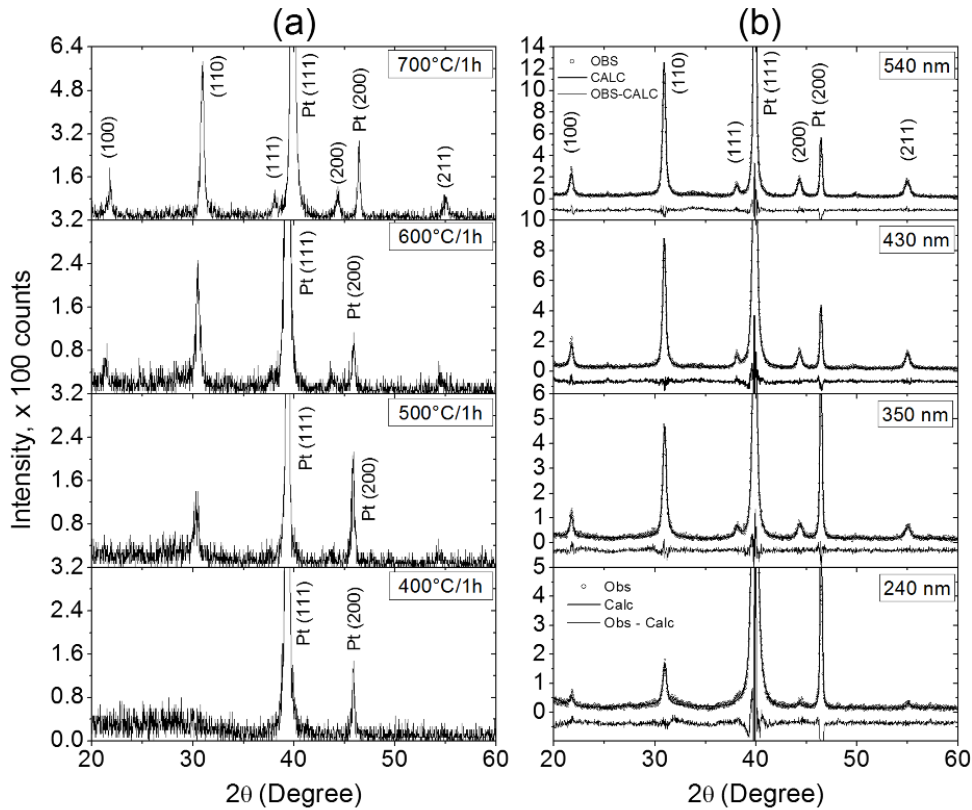 (a)
(b)
Intensity, x 100 counts
6.4
4.8
3.2
1.6
3.2
700°C/1h
(100)
(110)
(111)
Pt (111)
(200)
Pt (200)
(211)
2.4
1.6
0.8
3.2
600°C/1h
Pt (111)
Pt (200)
2.4
1.6
0.8
3.2
500°C/1h
Pt (111)
Pt (200)
2.4
1.6
0.8
0.0
400°C/1h
Pt (111)
Pt (200)
20 30 40 50 60
2θ (Degree)
14
12
10
8
6
4
2
0
10
OBS
CALC
OBS-CALC
540 nm
(100)
(110)
(111)
Pt (111)
(200)
Pt (200)
(211)
8
6
4
2
0
6
430 nm
5
4
3
2
1
0
350 nm
5
4
3
2
1
0
Obs
Calc
Obs - Calc
240 nm
20 30 40 50 60
2θ (Degree)